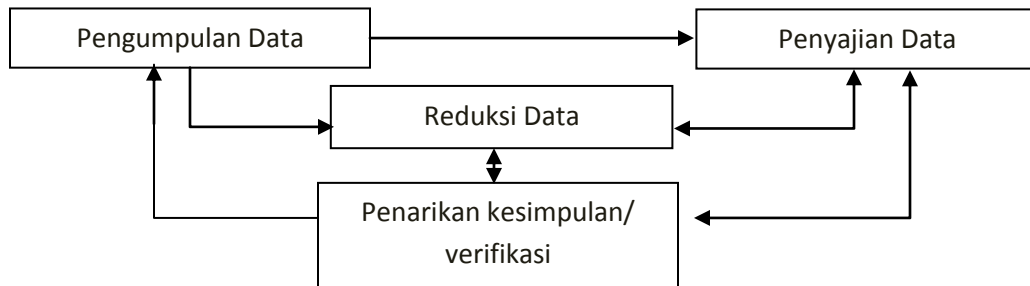 Pengumpulan Data
Penyajian Data
Reduksi Data
Penarikan kesimpulan/
verifikasi